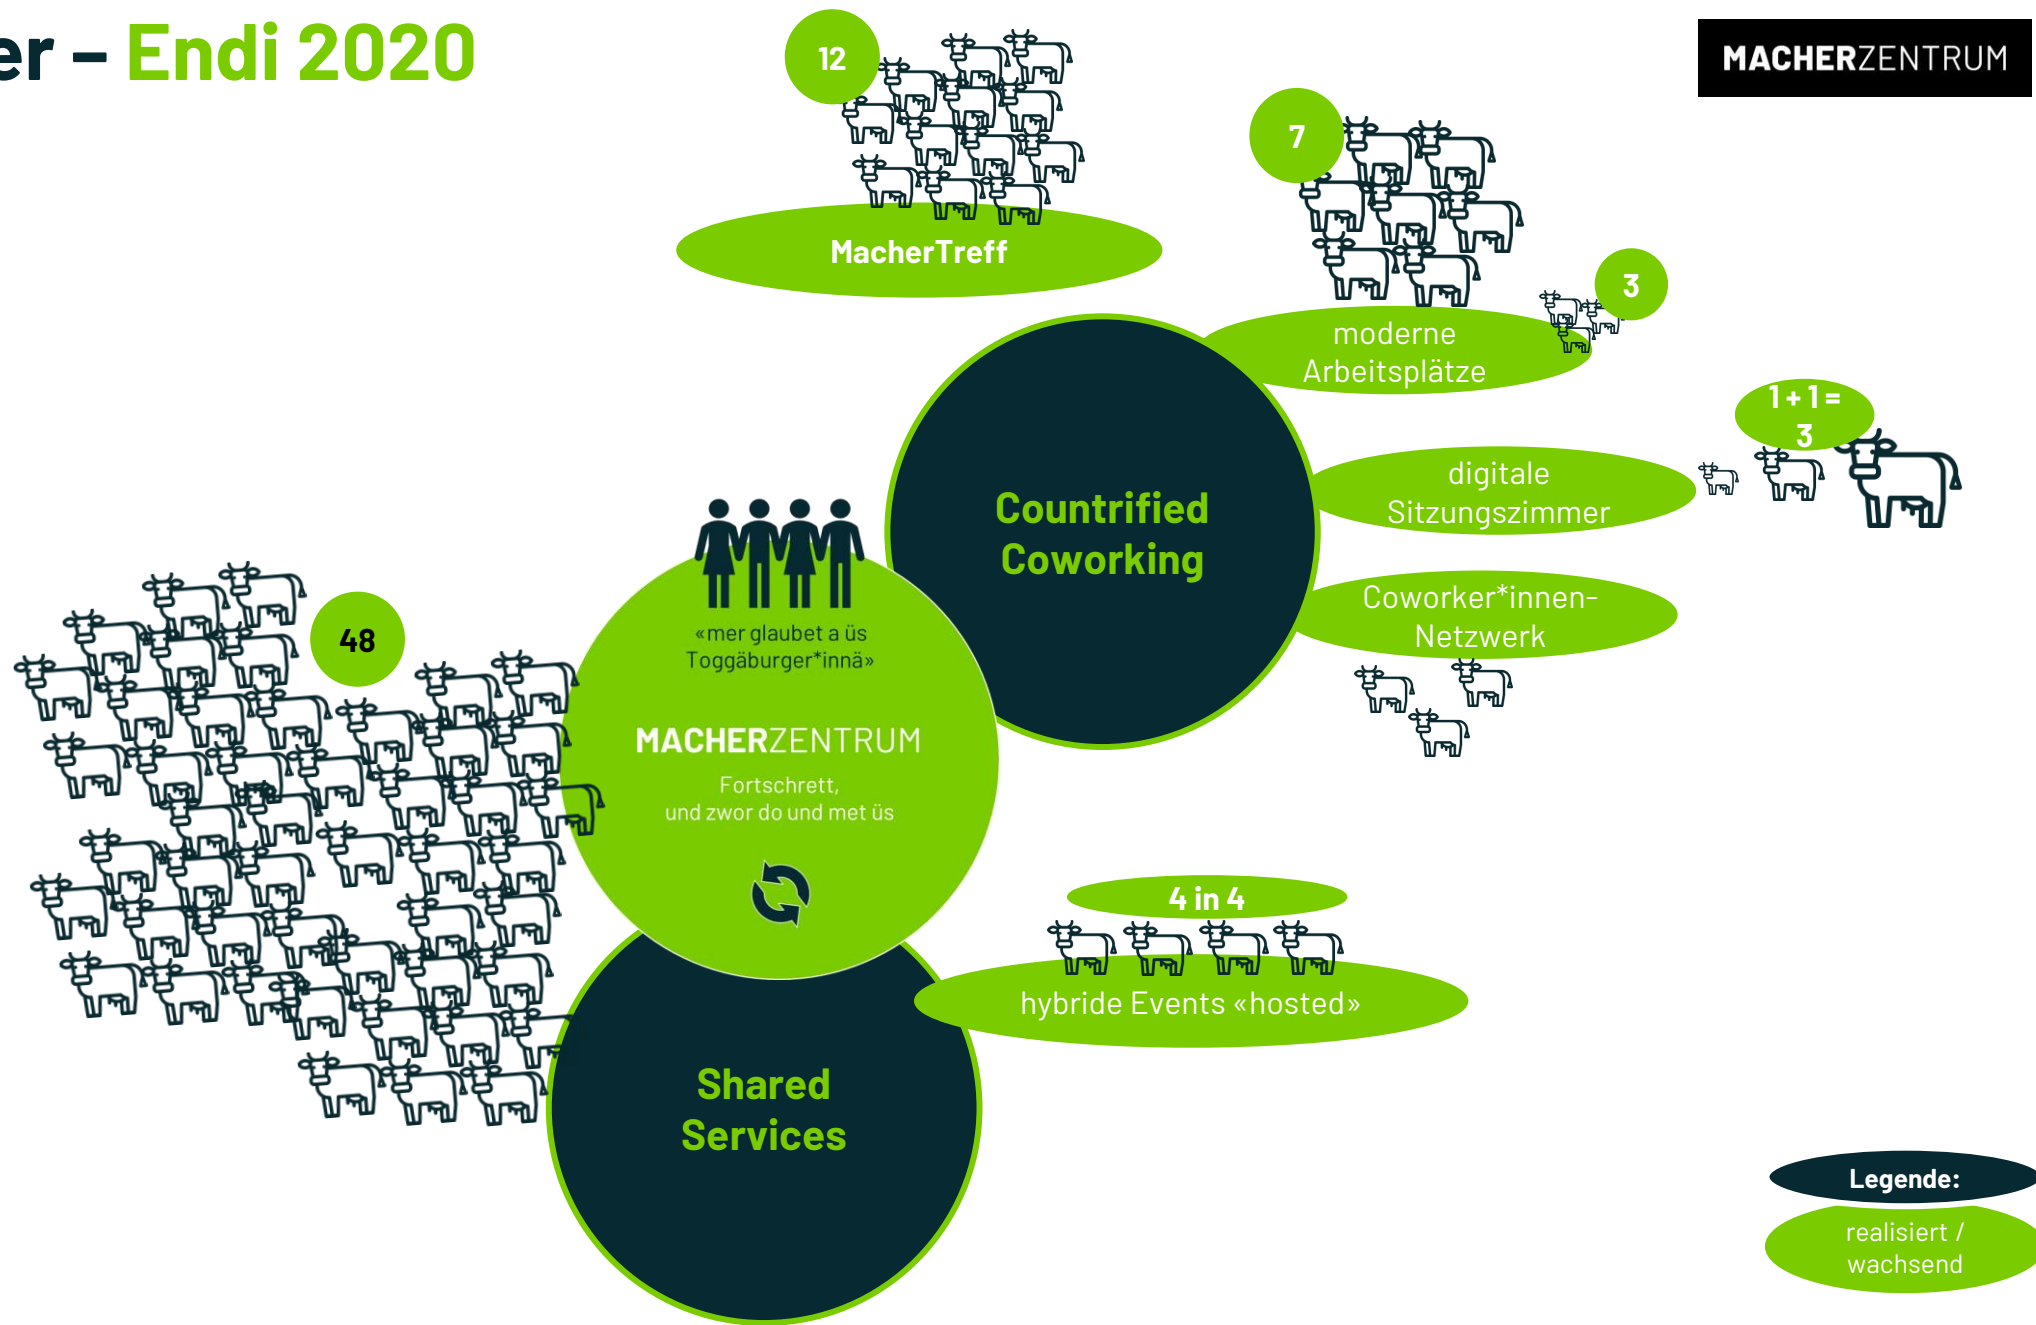 er – Endi 2020
MACHERZENTRUM
12
7
MacherTreff
3
moderne
Arbeitsplätze
1 + 1 =
3
digitale
Sitzungszimmer
Countrified
Coworking
Coworker*innen-
Netzwerk
48
«mer glaubet a üs
Toggäburger*innä»
MACHERZENTRUM
Fortschrett,
und zwor do und met üs
4 in 4
hybride Events «hosted»
Shared
Services
Legende:
realisiert /
wachsend